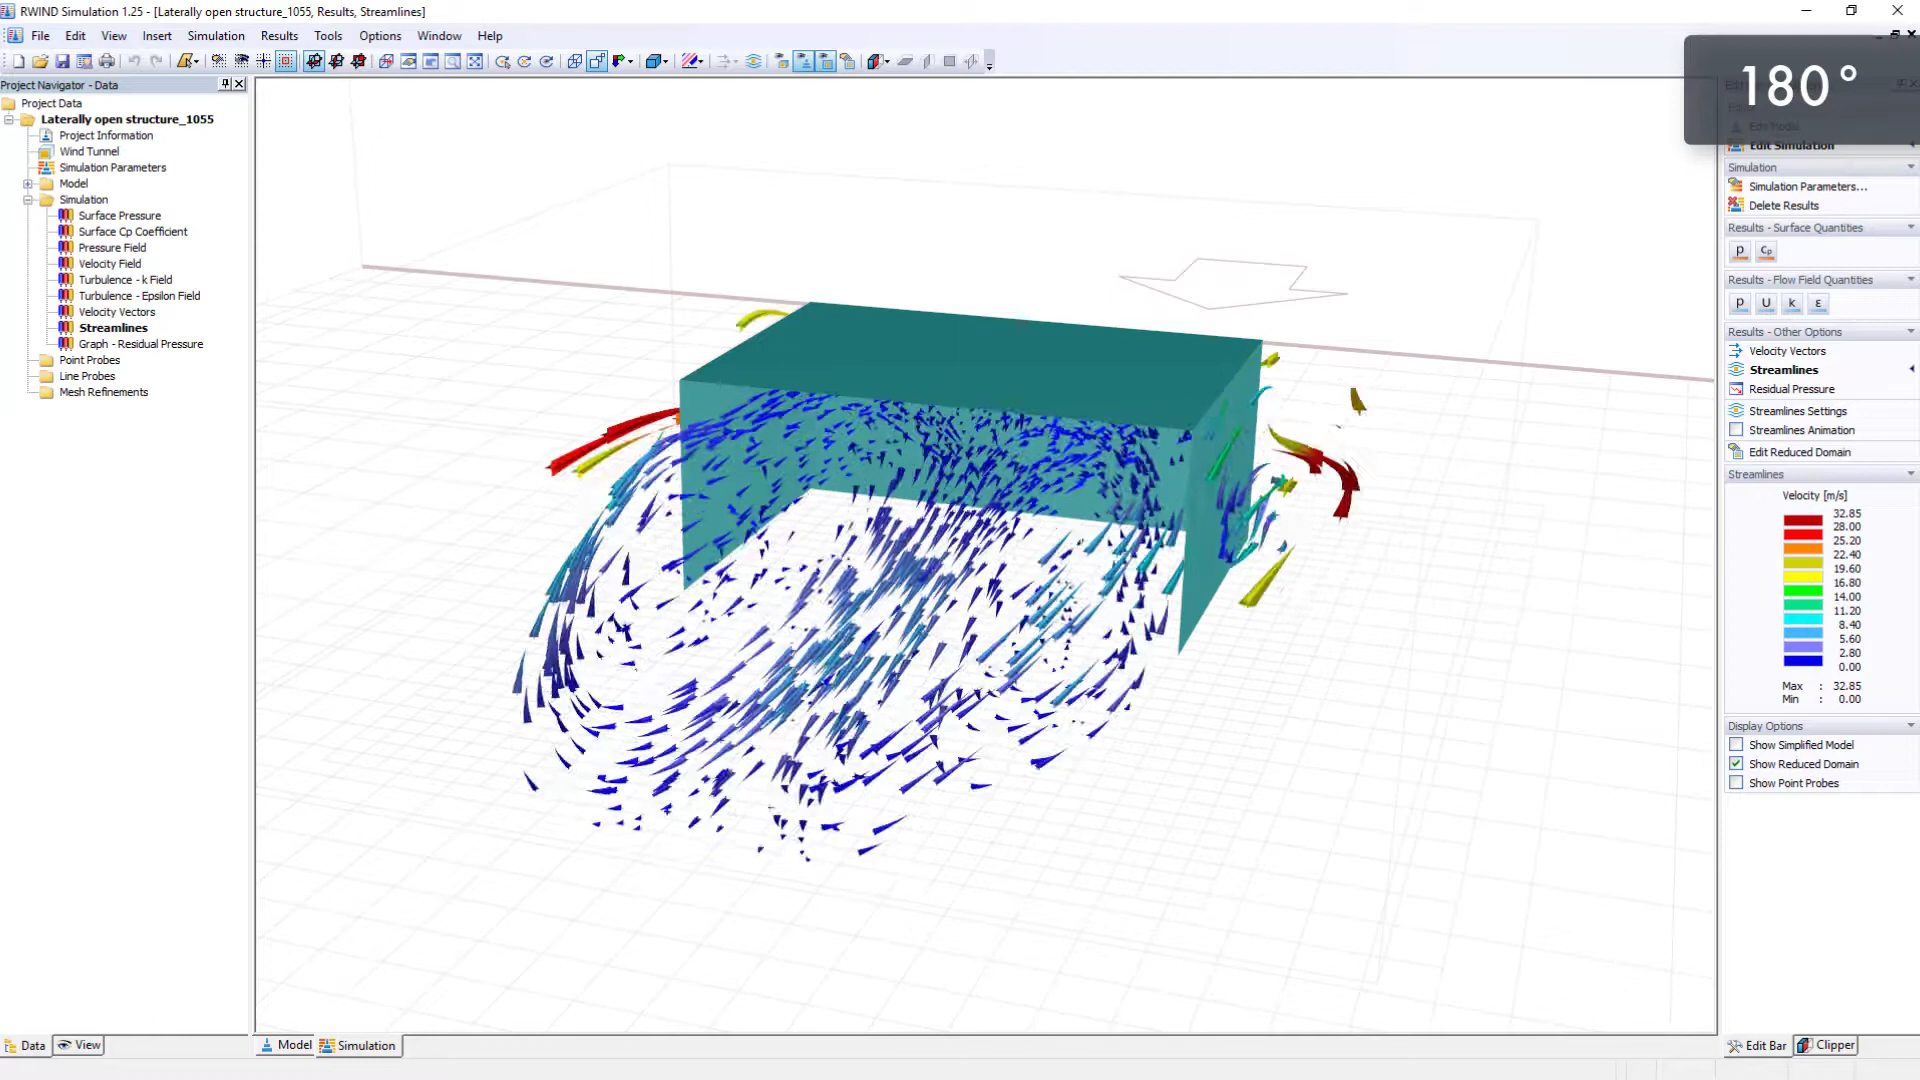 RWIND Simulation 1.25 - [Laterally open structure_1055, Results, Streamlines]
File Edit View Insert Simulation Results Tools Options Window Help
180°
Project Navigator - Data
Project Data
Laterally open structure_1055
Project Information
Wind Tunnel
Simulation Parameters
Model
Simulation
Surface Pressure
Surface Cp Coefficient
Pressure Field
Velocity Field
Turbulence - k Field
Turbulence - Epsilon Field
Velocity Vectors
Streamlines
Graph - Residual Pressure
Point Probes
Line Probes
Mesh Refinements
Edit Model
Edit Simulation
Simulation
Simulation Parameters...
Delete Results
Results - Surface Quantities
p Cp
Results - Flow Field Quantities
p U k ε
Results - Other Options
Velocity Vectors
Streamlines
Residual Pressure
Streamlines Settings
Streamlines Animation
Edit Reduced Domain
Streamlines
Velocity [m/s]
32.85
28.00
25.20
22.40
19.60
16.80
14.00
11.20
8.40
5.60
2.80
0.00
Max : 32.85
Min : 0.00
Display Options
Show Simplified Model
Show Reduced Domain
Show Point Probes
Data View
Model Simulation
Edit Bar Clipper